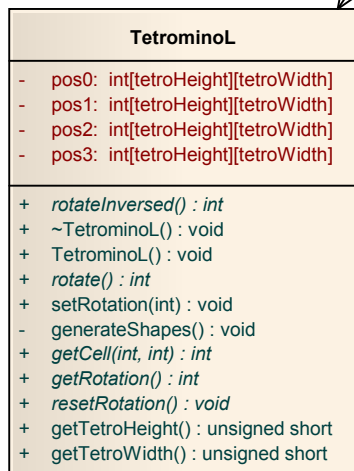 TetrominoL
- pos0: int[tetroHeight][tetroWidth]
- pos1: int[tetroHeight][tetroWidth]
- pos2: int[tetroHeight][tetroWidth]
- pos3: int[tetroHeight][tetroWidth]
+ rotateInversed() : int
+ ~TetrominoL() : void
+ TetrominoL() : void
+ rotate() : int
+ setRotation(int) : void
- generateShapes() : void
+ getCell(int, int) : int
+ getRotation() : int
+ resetRotation() : void
+ getTetroHeight() : unsigned short
+ getTetroWidth() : unsigned short